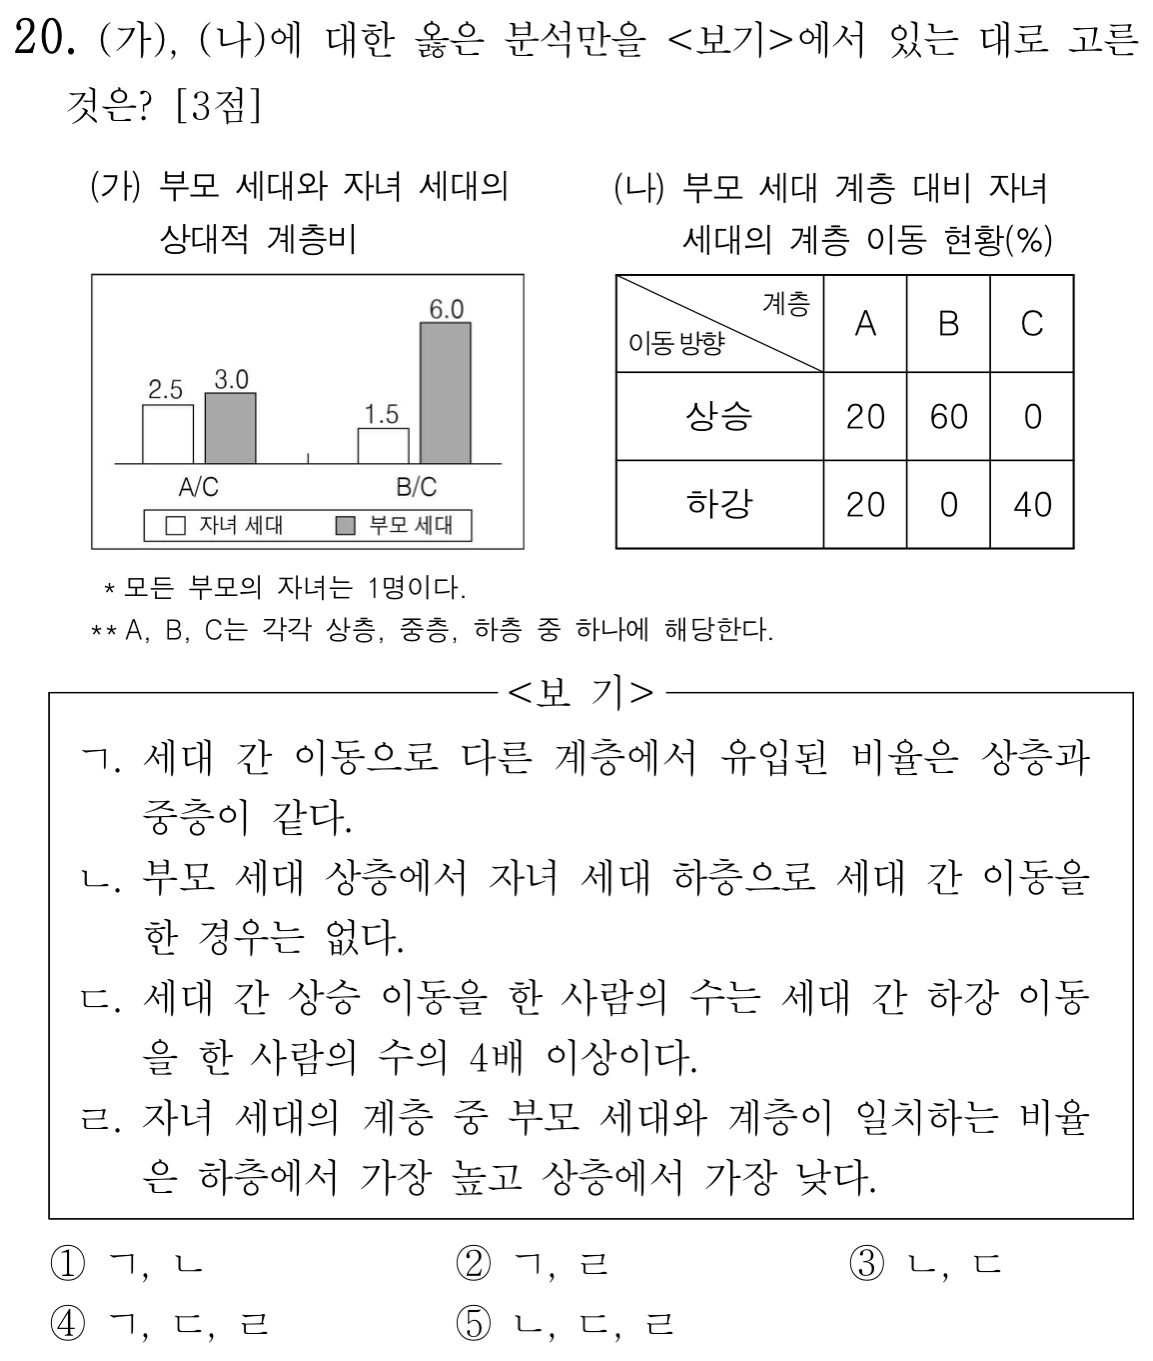 20. (가), (나)에 대한 옳은 분석만을 <보기>에서 있는 대로 고른
것은? [3점]
(가) 부모 세대와 자녀 세대의
상대적 계층비
2.5
3.0
1.5
6.0
A/C
B/C
자녀 세대
부모 세대
(나) 부모 세대 계층 대비 자녀
세대의 계층 이동 현황(%)
계층
이동 방향
A B C
상승 20 60 0
하강 20 0 40
* 모든 부모의 자녀는 1명이다.
** A, B, C는 각각 상층, 중층, 하층 중 하나에 해당한다.
<보 기>
ㄱ. 세대 간 이동으로 다른 계층에서 유입된 비율은 상층과
중층이 같다.
ㄴ. 부모 세대 상층에서 자녀 세대 하층으로 세대 간 이동을
한 경우는 없다.
ㄷ. 세대 간 상승 이동을 한 사람의 수는 세대 간 하강 이동
을 한 사람의 수의 4배 이상이다.
ㄹ. 자녀 세대의 계층 중 부모 세대와 계층이 일치하는 비율
은 하층에서 가장 높고 상층에서 가장 낮다.
① ㄱ, ㄴ ② ㄱ, ㄹ ③ ㄴ, ㄷ
④ ㄱ, ㄷ, ㄹ ⑤ ㄴ, ㄷ, ㄹ